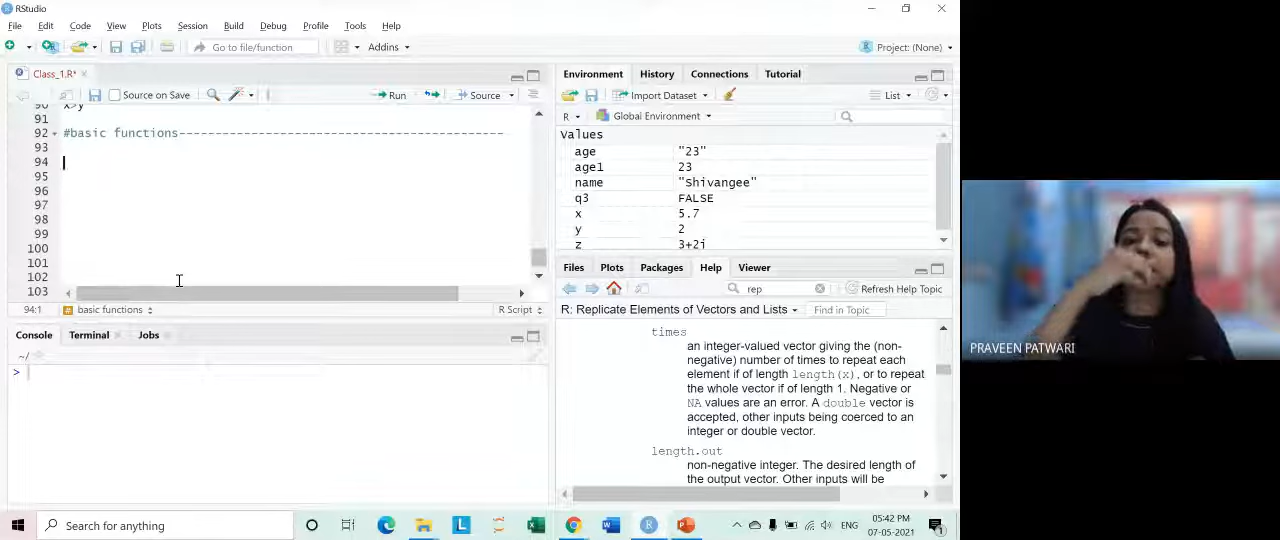 RStudio
File Edit Code View Plots Session Build Debug Profile Tools Help
Go to file/function Addins Project: (None)
Class_1.R*
Source on Save Run Source
90 x>y
91
92 #basic functions---------------------------------------------
93
94
95
96
97
98
99
100
101
102
103
94:1 basic functions R Script
Console Terminal Jobs
~/
>
Environment History Connections Tutorial
Import Dataset List
R Global Environment
Values
age "23"
age1 23
name "Shivangee"
q3 FALSE
x 5.7
y 2
z 3+2i
Files Plots Packages Help Viewer
rep Refresh Help Topic
R: Replicate Elements of Vectors and Lists Find in Topic
times
an integer-valued vector giving the (non-
negative) number of times to repeat each
element if of length length(x), or to repeat
the whole vector if of length 1. Negative or
NA values are an error. A double vector is
accepted, other inputs being coerced to an
integer or double vector.
length.out
non-negative integer. The desired length of
the output vector. Other inputs will be
PRAVEEN PATWARI
Search for anything
ENG
05:42 PM
07-05-2021